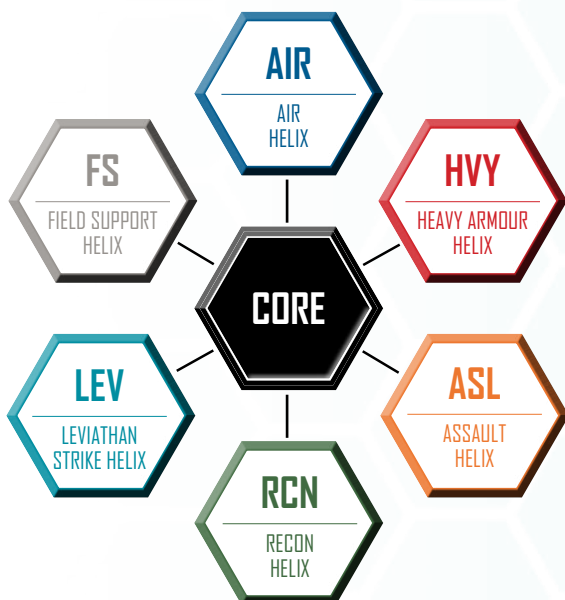 AIR
AIR
HELIX
FS
FIELD SUPPORT
HELIX
HVY
HEAVY ARMOUR
HELIX
CORE
LEV
LEVIATHAN
STRIKE HELIX
ASL
ASSAULT
HELIX
RCN
RECON
HELIX